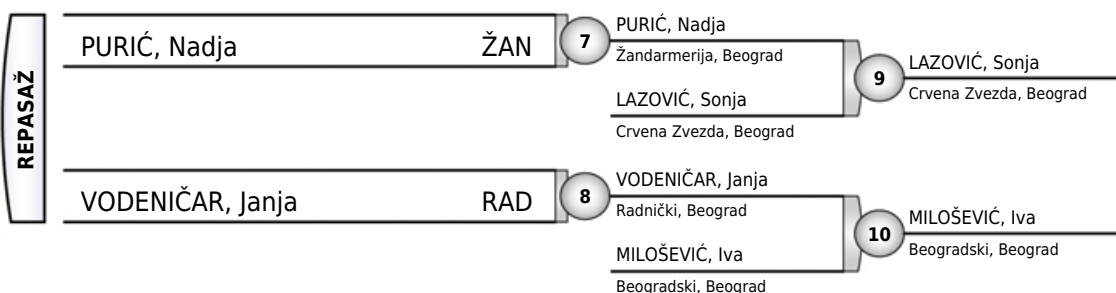 REPASAŽ
PURIĆ, Nadja ŽAN
7
PURIĆ, Nadja
Žandarmerija, Beograd
LAZOVIĆ, Sonja
Crvena Zvezda, Beograd
9
LAZOVIĆ, Sonja
Crvena Zvezda, Beograd
VODENIČAR, Janja RAD
8
VODENIČAR, Janja
Radnički, Beograd
MILOŠEVIĆ, Iva
Beogradski, Beograd
10
MILOŠEVIĆ, Iva
Beogradski, Beograd